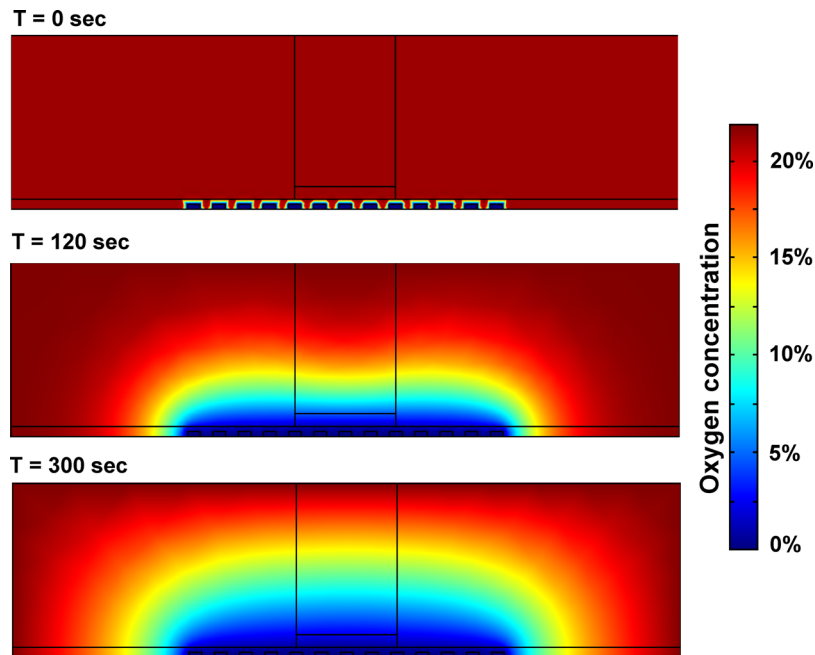 T = 0 sec
T = 120 sec
T = 300 sec
Oxygen concentration
20%
15%
10%
5%
0%